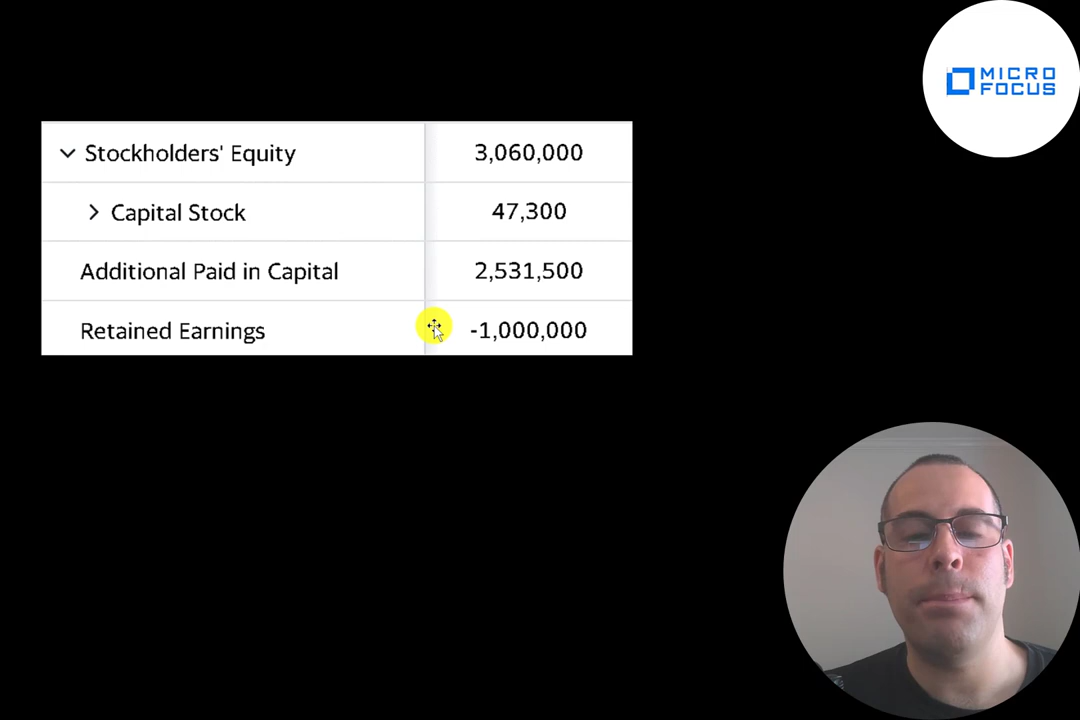 MICRO
FOCUS
Stockholders' Equity 3,060,000
Capital Stock 47,300
Additional Paid in Capital 2,531,500
Retained Earnings -1,000,000